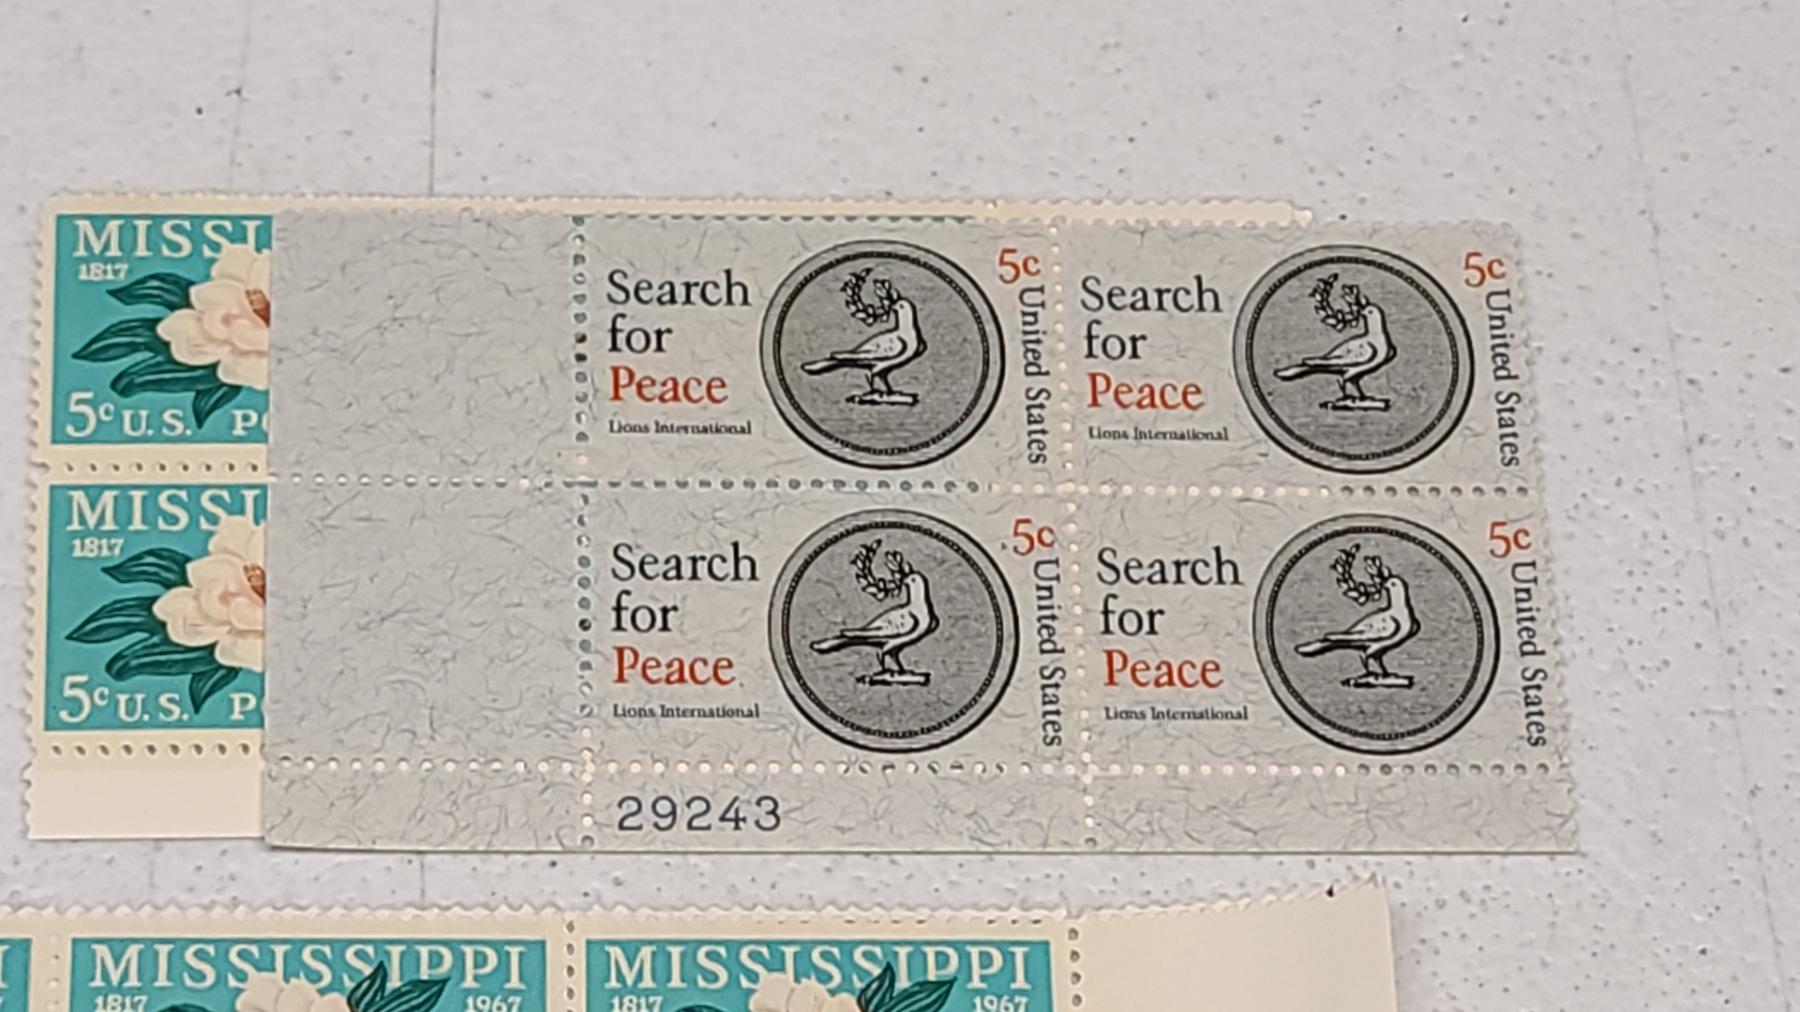 MISSI
1817
5c U.S. P
MISSI
1817
5c U.S. P
Search
for
Peace
Lions International
5c
United States
Search
for
Peace
Lions International
5c
United States
Search
for
Peace
Lions International
5c
United States
Search
for
Peace
Lions International
5c
United States
29243
I
MISSISSIPPI
1817
1967
MISSISSIPPI
1817
1967